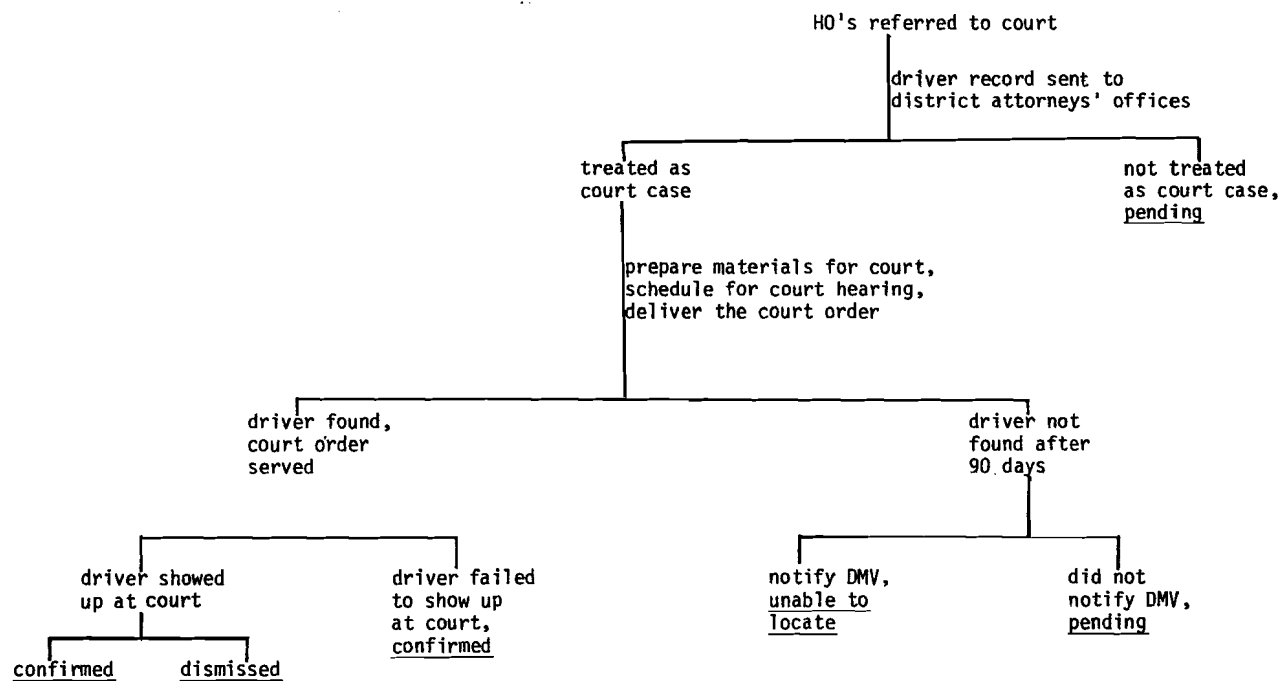 HO's referred to court
driver record sent to
district attorneys' offices
treated as
court case
not treated
as court case,
pending
prepare materials for court,
schedule for court hearing,
deliver the court order
driver found,
court order
served
driver not
found after
90 days
driver showed
up at court
driver failed
to show up
at court,
confirmed
notify DMV,
unable to
locate
did not
notify DMV,
pending
confirmed
dismissed